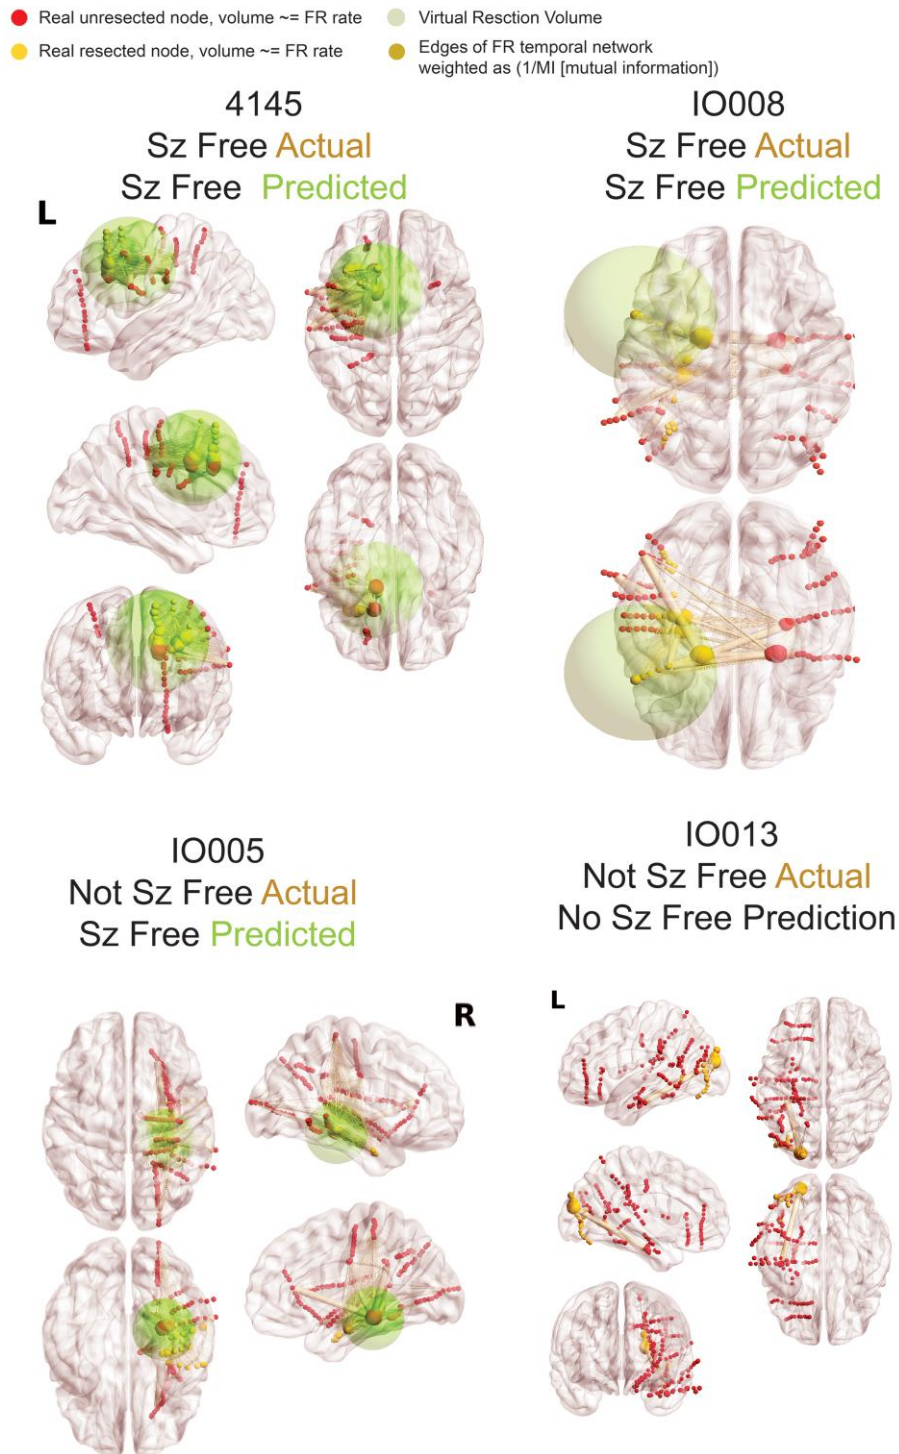 Real unresected node, volume ~= FR rate
Real resected node, volume ~= FR rate
Virtual Resction Volume
Edges of FR temporal network
weighted as (1/MI [mutual information])
4145
Sz Free Actual
Sz Free Predicted
L
IO008
Sz Free Actual
Sz Free Predicted
IO005
Not Sz Free Actual
Sz Free Predicted
R
IO013
Not Sz Free Actual
No Sz Free Prediction
L